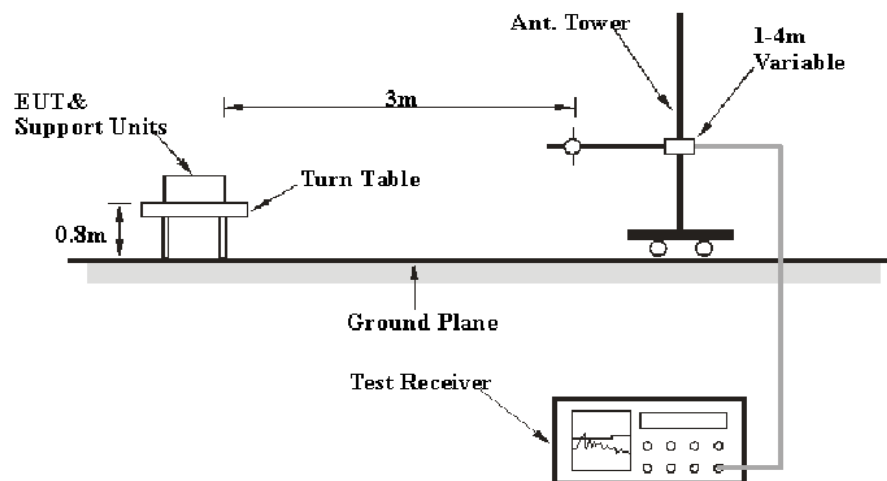 Ant. Tower
1-4m
Variable
EUT&
Support Units
3m
Turn Table
0.8m
Ground Plane
Test Receiver